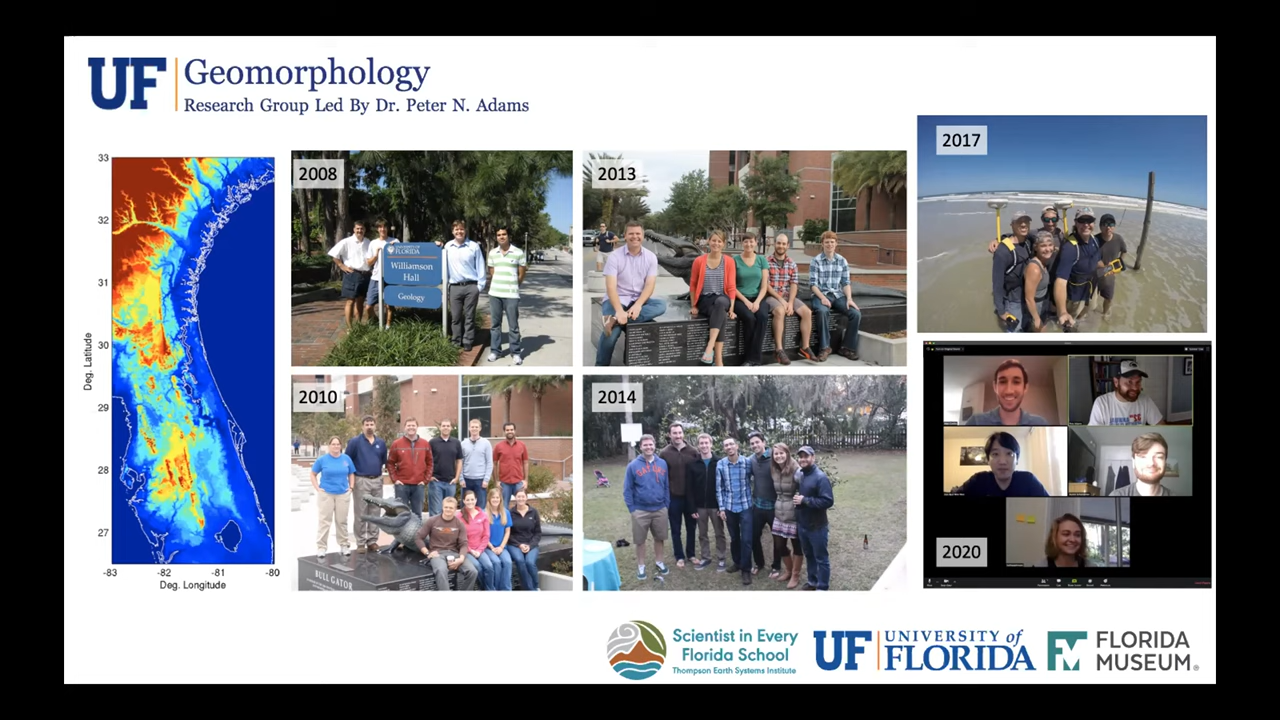 UF
Geomorphology
Research Group Led By Dr. Peter N. Adams
33
32
31
30
29
28
27
Deg. Latitude
-83
-82
-81
-80
Deg. Longitude
2008
UNIVERSITY of
FLORIDA
Williamson
Hall
Geology
2013
2017
2010
BULL GATOR
2014
2020
Scientist in Every
Florida School
Thompson Earth Systems Institute
UF
UNIVERSITY of
FLORIDA
FM
FLORIDA
MUSEUM